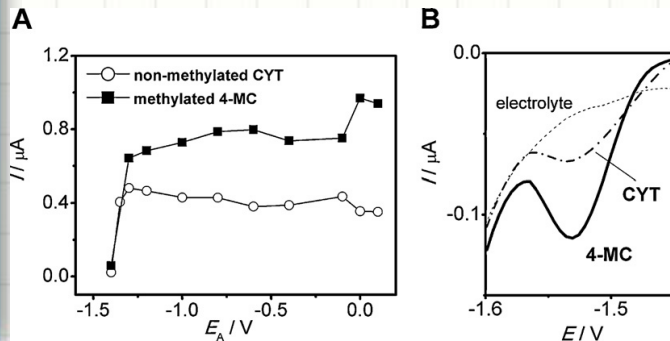 A
B
1.2
0.8
0.4
0.0
I / μA
non-methylated CYT
methylated 4-MC
-1.5
-1.0
-0.5
0.0
E_A / V
0.0
-0.1
I / μA
electrolyte
CYT
4-MC
-1.6
-1.5
E / V